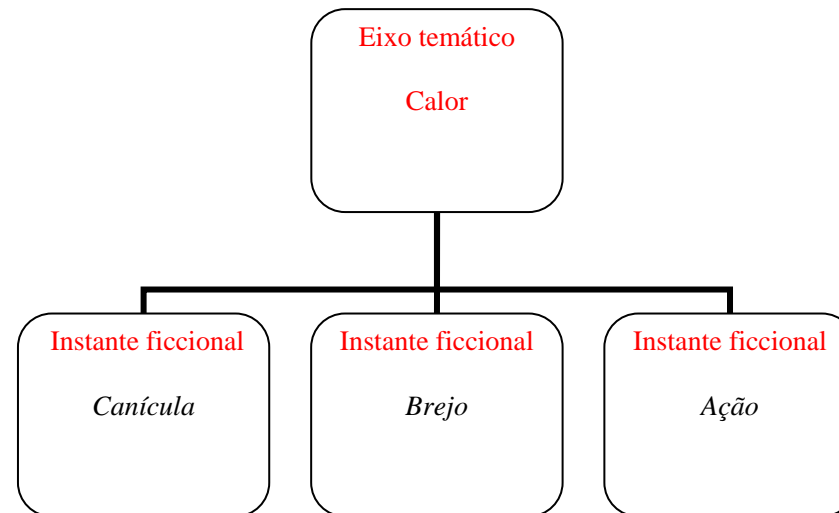 Eixo temático
Calor
Instante ficcional
Canícula
Instante ficcional
Brejo
Instante ficcional
Ação